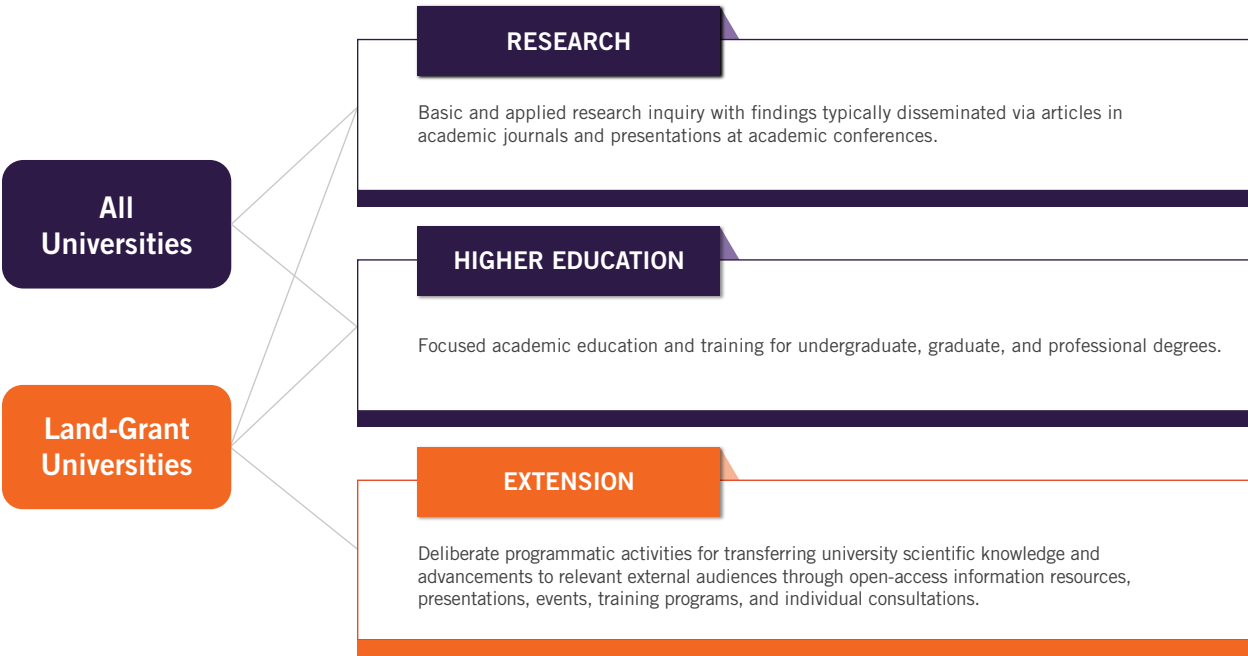 RESEARCH
Basic and applied research inquiry with findings typically disseminated via articles in
academic journals and presentations at academic conferences.
All
Universities
HIGHER EDUCATION
Focused academic education and training for undergraduate, graduate, and professional degrees.
Land-Grant
Universities
EXTENSION
Deliberate programmatic activities for transferring university scientific knowledge and
advancements to relevant external audiences through open-access information resources,
presentations, events, training programs, and individual consultations.